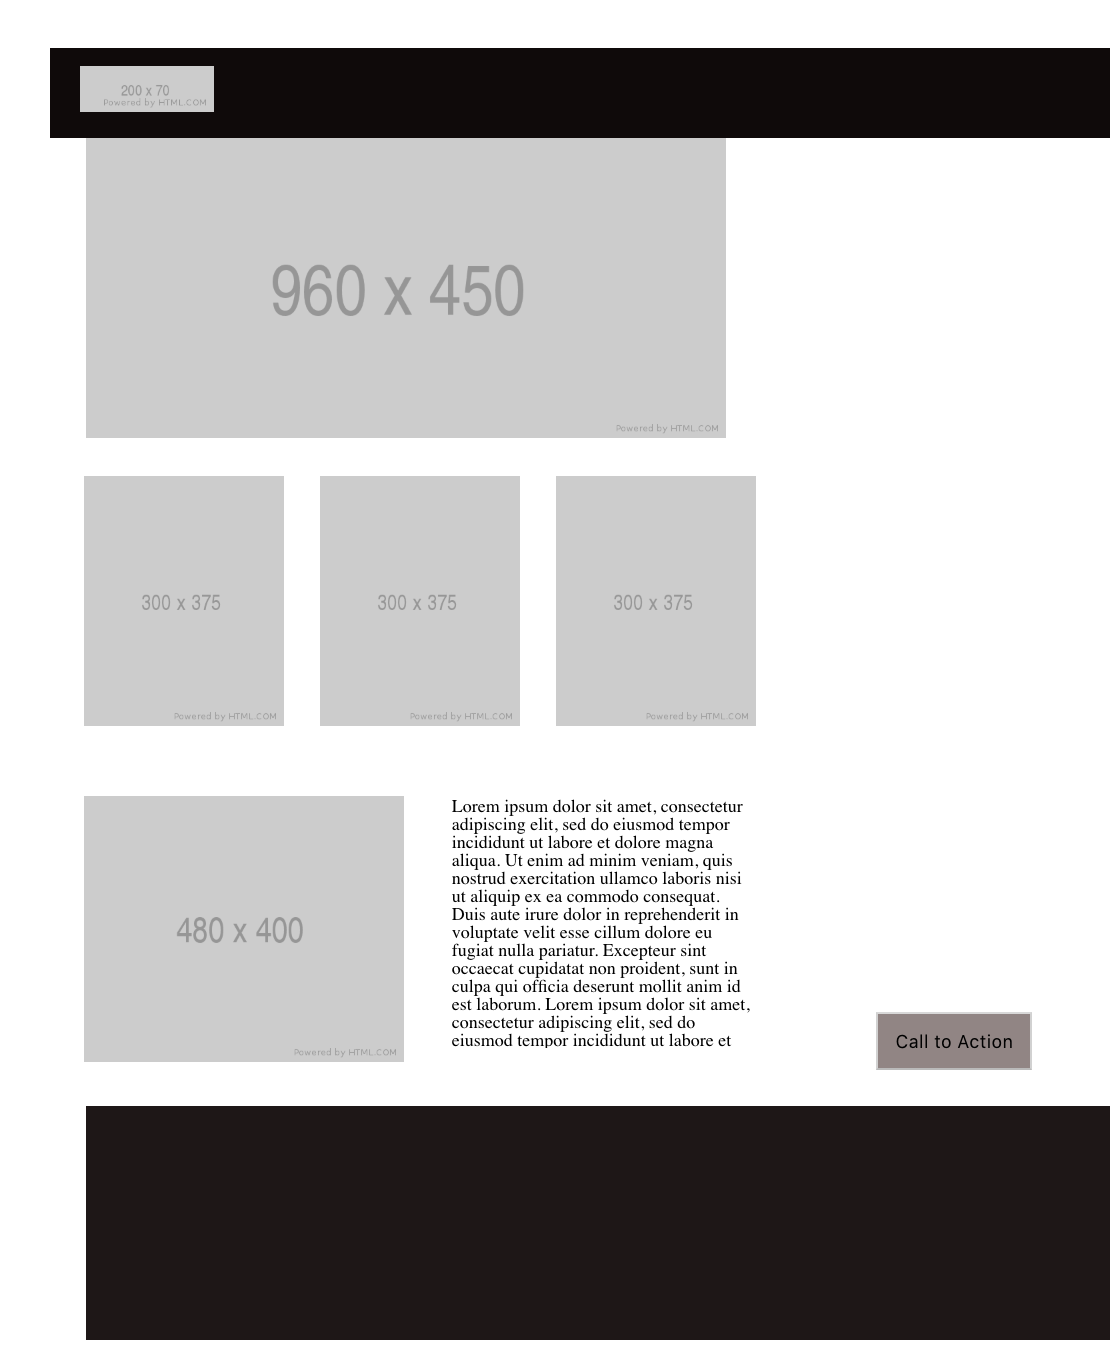 200 x 70
Powered by HTML.COM
960 x 450
Powered by HTML.COM
300 x 375
Powered by HTML.COM
300 x 375
Powered by HTML.COM
300 x 375
Powered by HTML.COM
480 x 400
Powered by HTML.COM
Lorem ipsum dolor sit amet, consectetur
adipiscing elit, sed do eiusmod tempor
incididunt ut labore et dolore magna
aliqua. Ut enim ad minim veniam, quis
nostrud exercitation ullamco laboris nisi
ut aliquip ex ea commodo consequat.
Duis aute irure dolor in reprehenderit in
voluptate velit esse cillum dolore eu
fugiat nulla pariatur. Excepteur sint
occaecat cupidatat non proident, sunt in
culpa qui officia deserunt mollit anim id
est laborum. Lorem ipsum dolor sit amet,
consectetur adipiscing elit, sed do
eiusmod tempor incididunt ut labore et
Call to Action